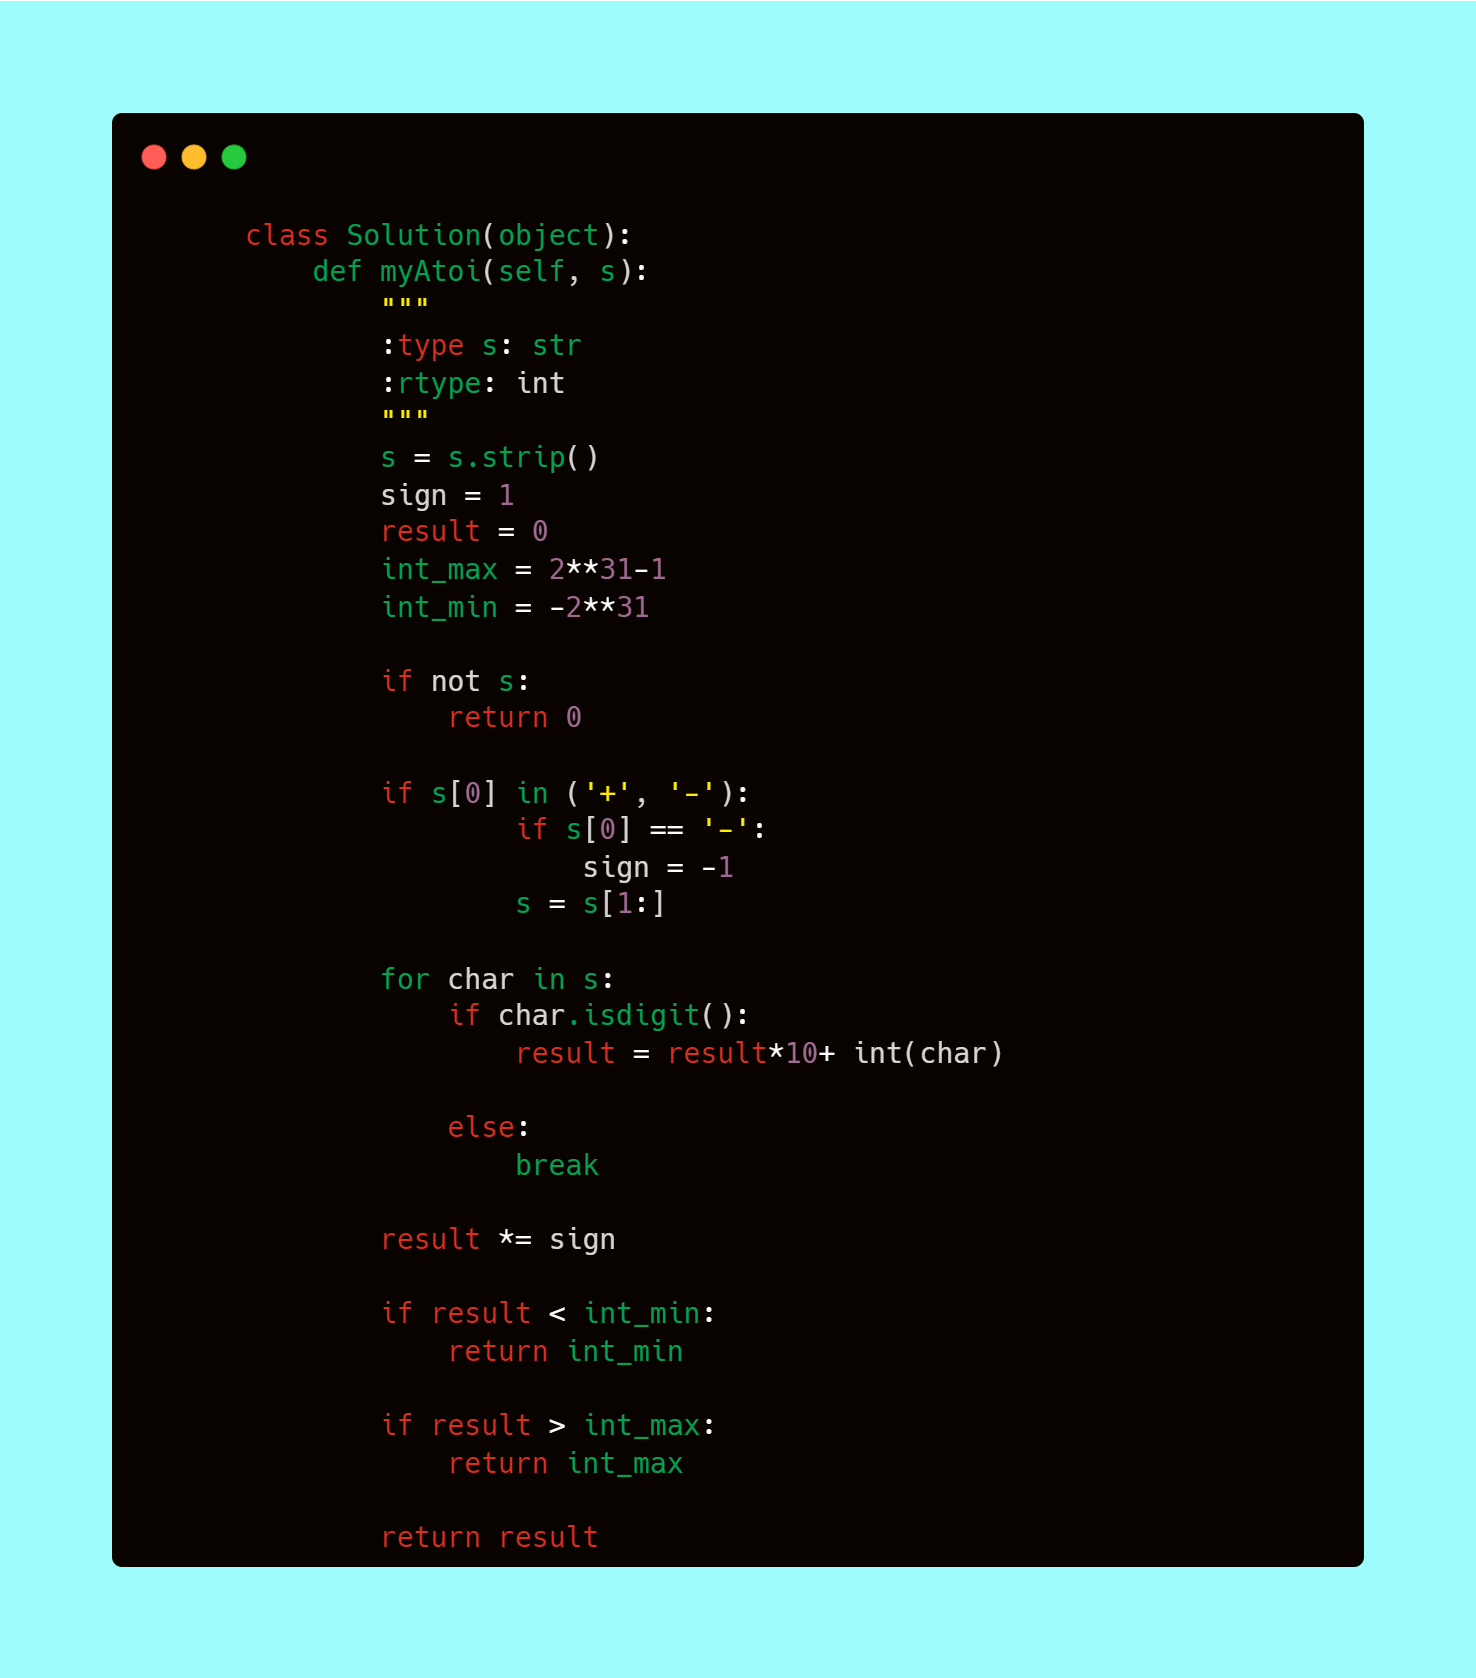 class Solution(object):
    def myAtoi(self, s):
        """
        :type s: str
        :rtype: int
        """
        s = s.strip()
        sign = 1
        result = 0
        int_max = 2**31-1
        int_min = -2**31

        if not s:
            return 0

        if s[0] in ('+', '-'):
                if s[0] == '-':
                    sign = -1
                s = s[1:]

        for char in s:
            if char.isdigit():
                result = result*10+ int(char)

            else:
                break

        result *= sign

        if result < int_min:
            return int_min

        if result > int_max:
            return int_max

        return result